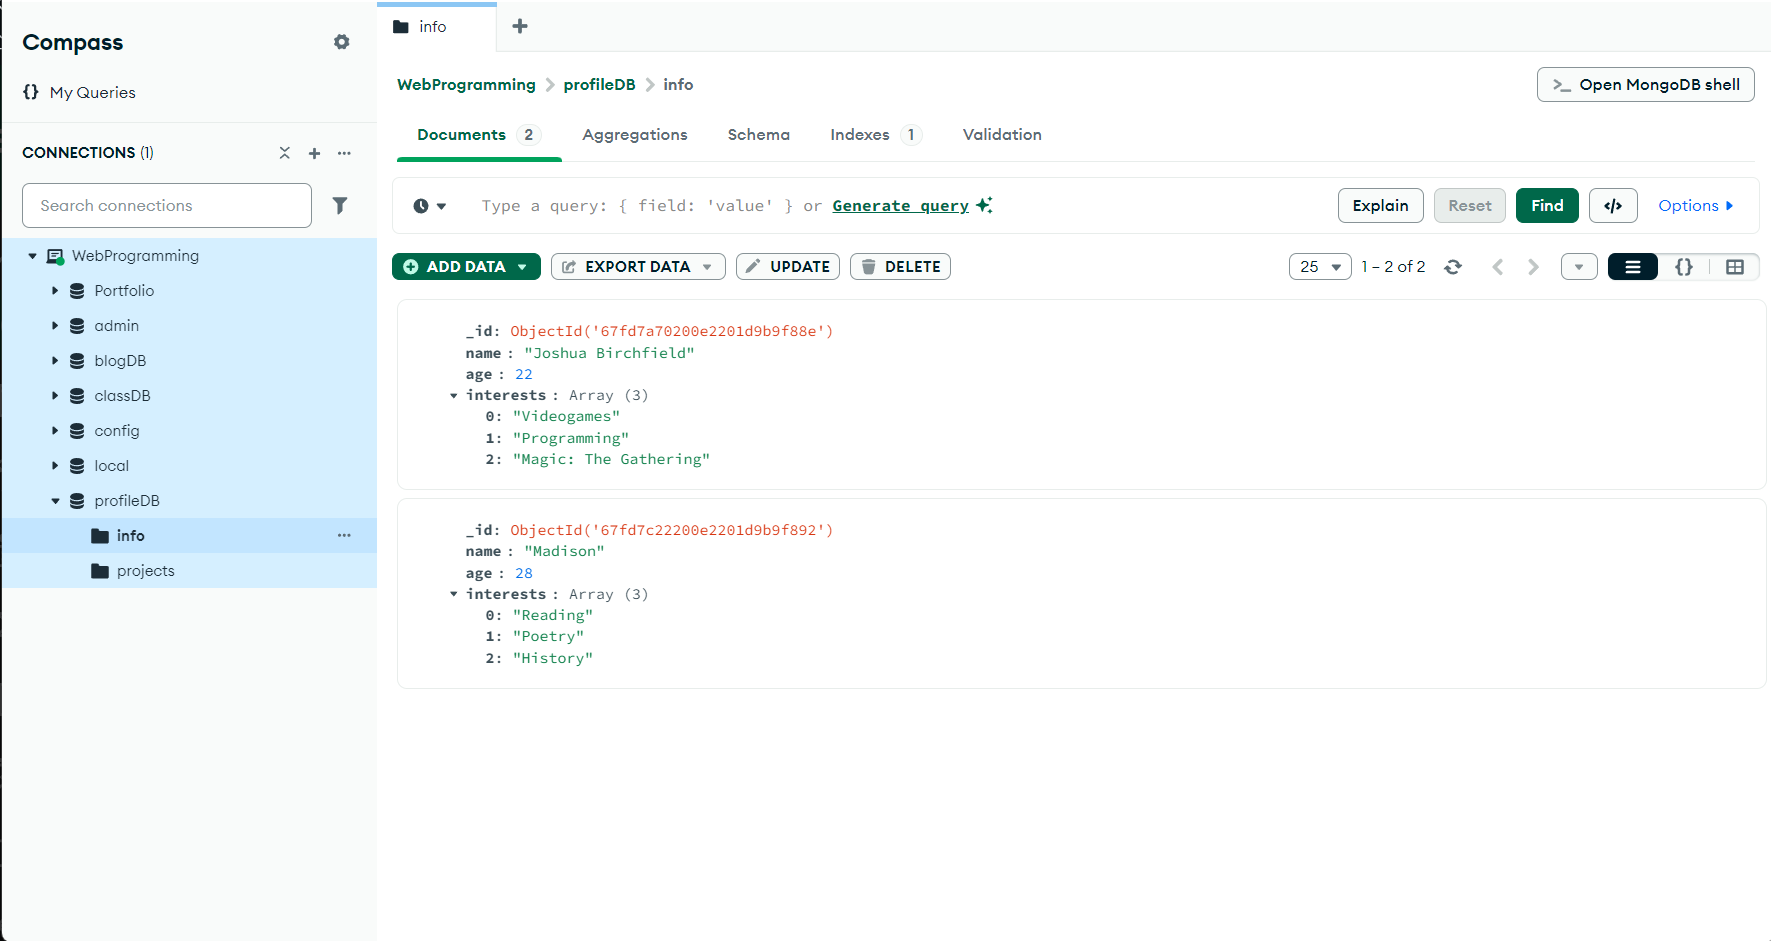 Compass
{} My Queries
CONNECTIONS (1)
Search connections
WebProgramming
Portfolio
admin
blogDB
classDB
config
local
profileDB
info
projects
info
WebProgramming > profileDB > info
>_ Open MongoDB shell
Documents 2 Aggregations Schema Indexes 1 Validation
Type a query: { field: 'value' } or Generate query
Explain Reset Find </> Options
ADD DATA EXPORT DATA UPDATE DELETE
25 1 – 2 of 2 {}
_id: ObjectId('67fd7a70200e2201d9b9f88e')
name : "Joshua Birchfield"
age : 22
interests : Array (3)
0: "Videogames"
1: "Programming"
2: "Magic: The Gathering"
_id: ObjectId('67fd7c22200e2201d9b9f892')
name : "Madison"
age : 28
interests : Array (3)
0: "Reading"
1: "Poetry"
2: "History"